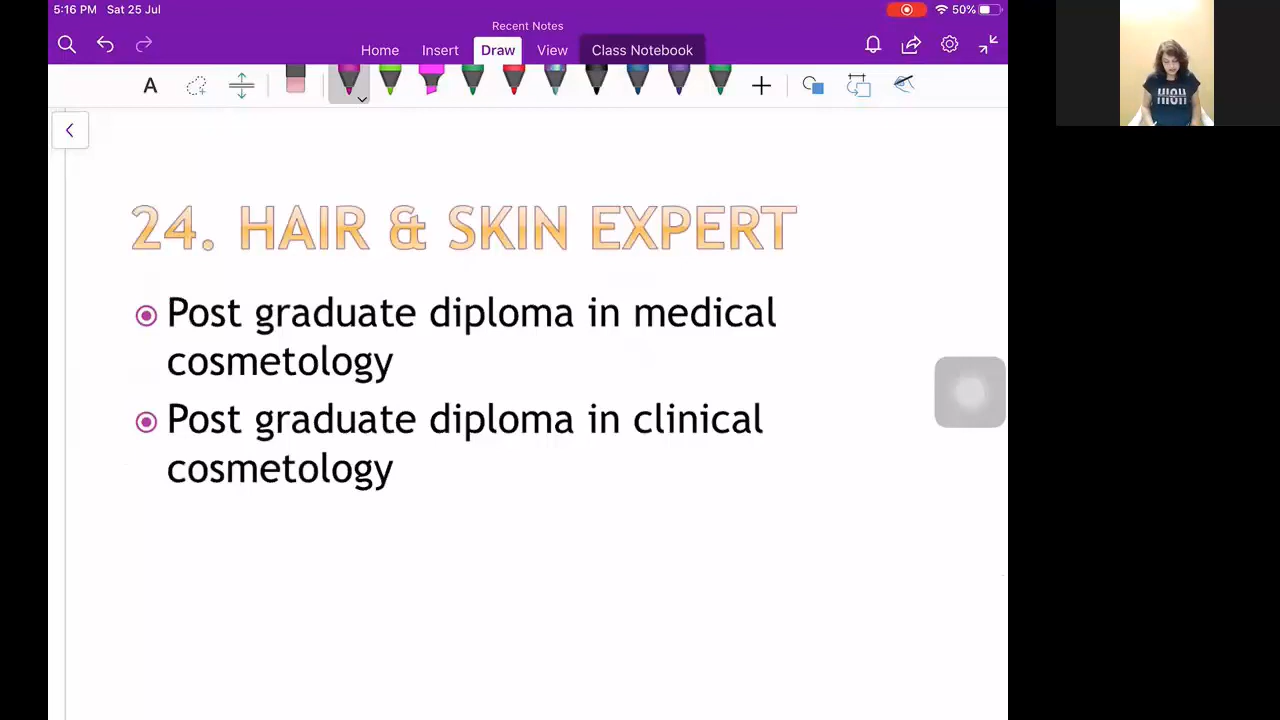 5:16 PM Sat 25 Jul
50%
Recent Notes
Home Insert Draw View Class Notebook
A
24. HAIR & SKIN EXPERT
Post graduate diploma in medical
cosmetology
Post graduate diploma in clinical
cosmetology
HIGH